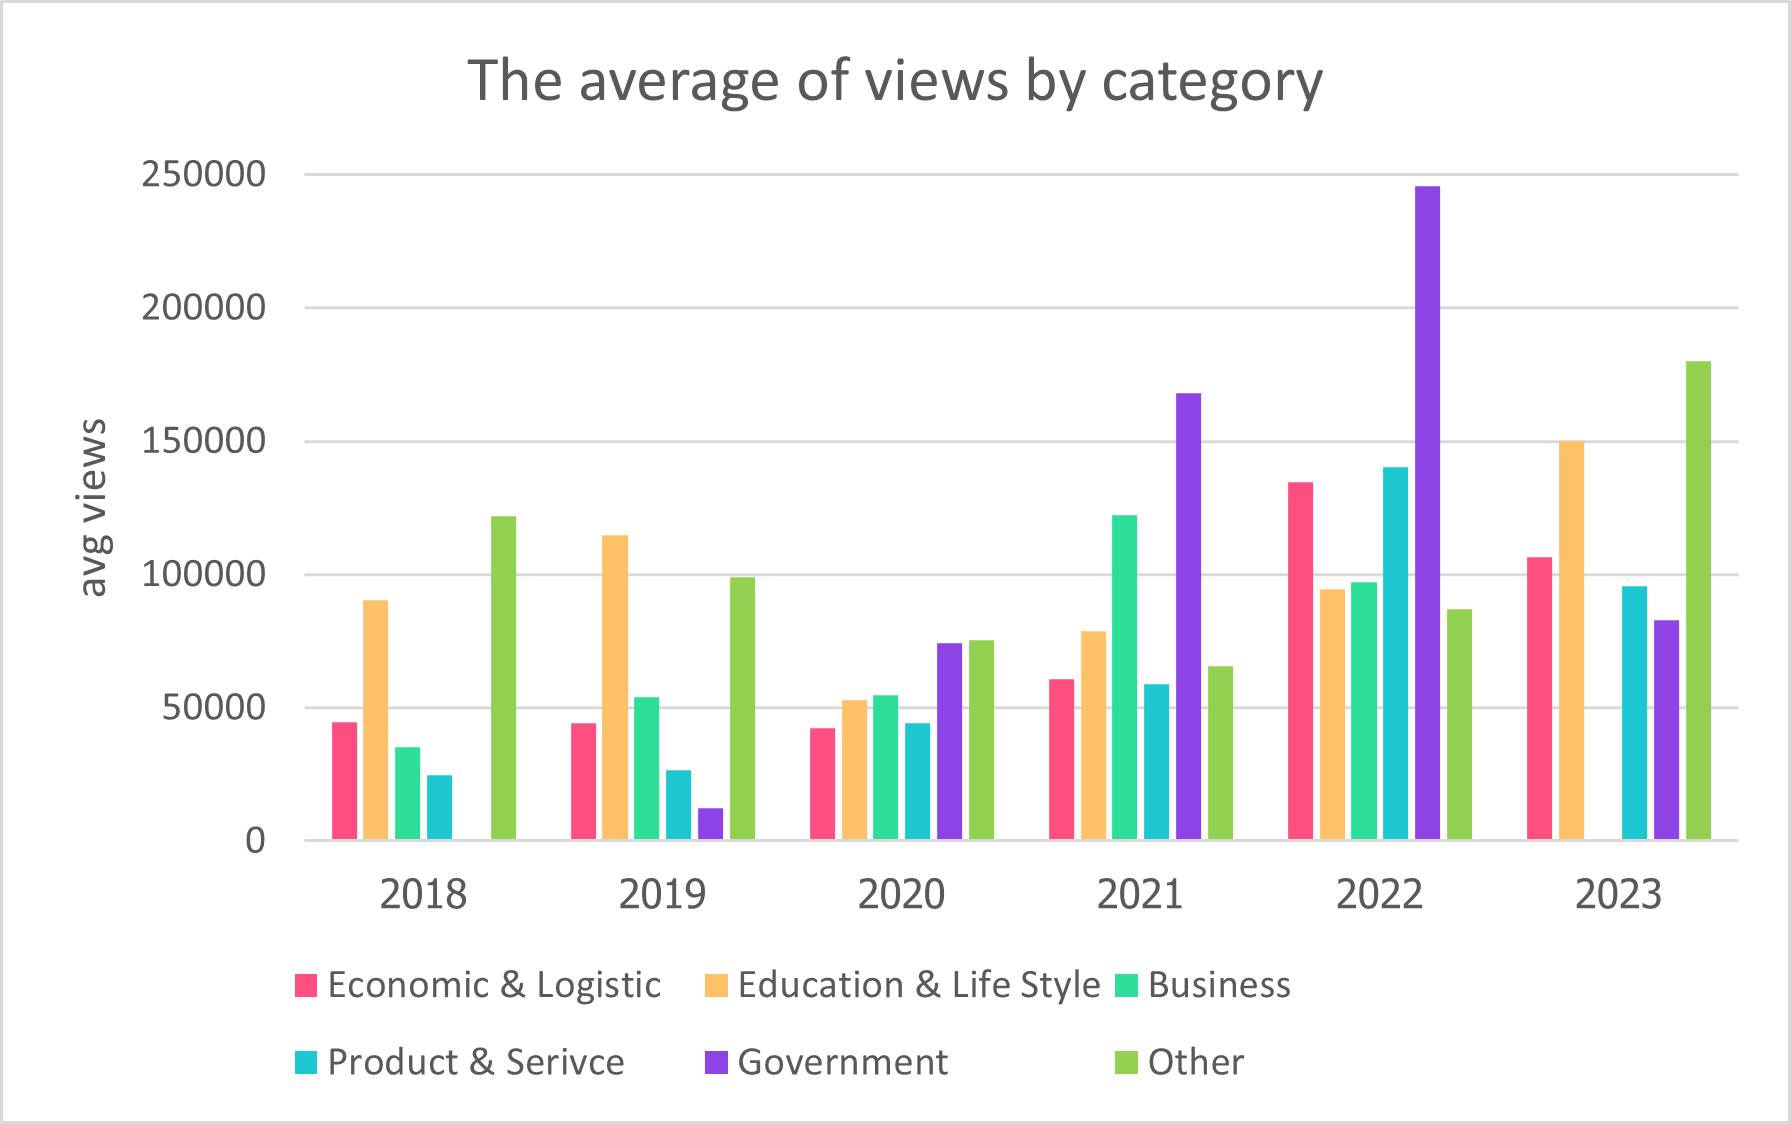 The average of views by category
250000
200000
150000
100000
50000
0
avg views
2018 2019 2020 2021 2022 2023
Economic & Logistic Education & Life Style Business
Product & Serivce Government Other